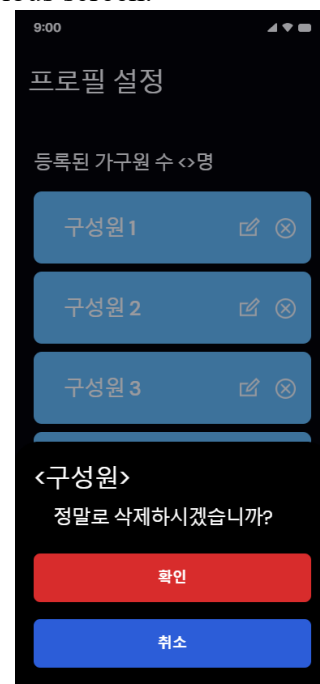 9:00
프로필 설정
등록된 가구원 수 <>명
구성원 1
구성원 2
구성원 3
<구성원>
정말로 삭제하시겠습니까?
확인
취소